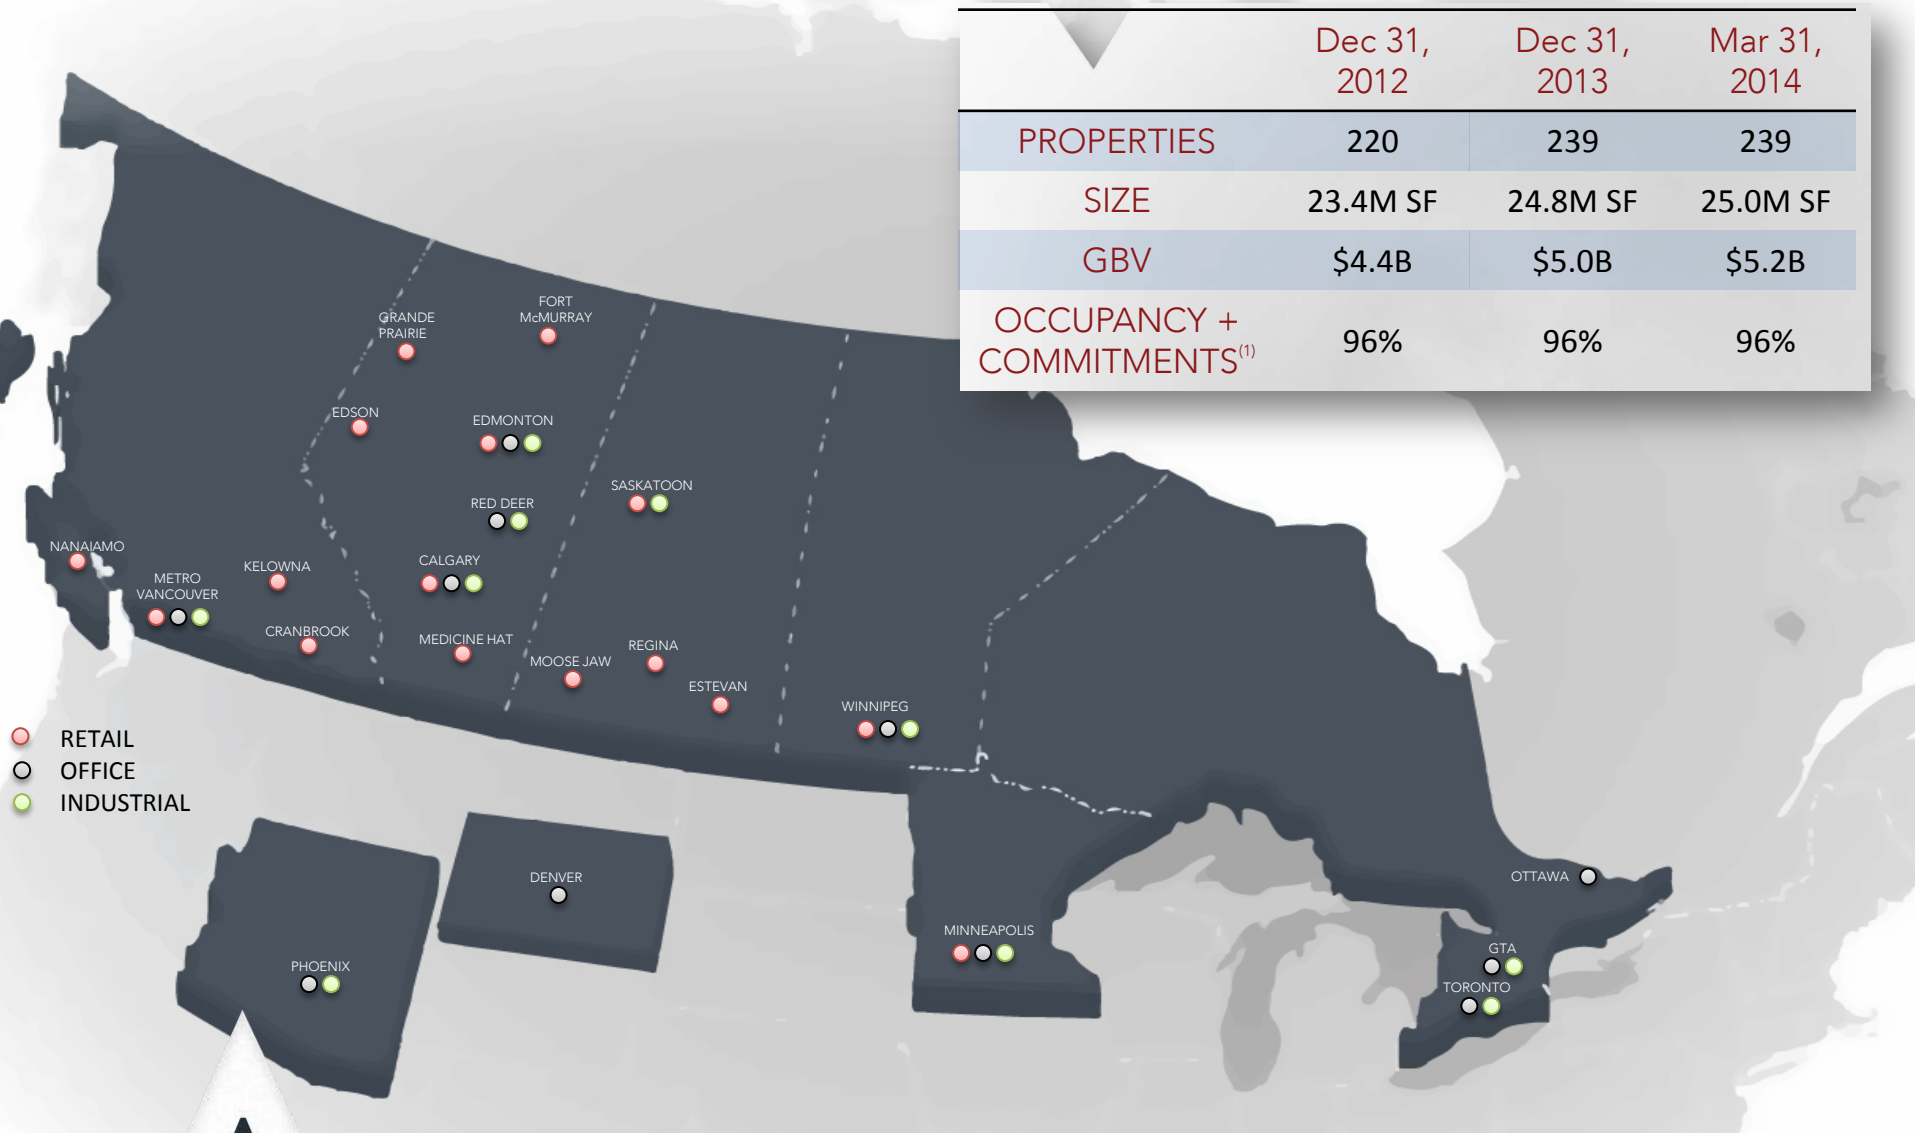 Dec 31, 2012 Dec 31, 2013 Mar 31, 2014
PROPERTIES 220 239 239
SIZE 23.4M SF 24.8M SF 25.0M SF
GBV $4.4B $5.0B $5.2B
OCCUPANCY + COMMITMENTS(1) 96% 96% 96%
FORT
McMURRAY
GRANDE
PRAIRIE
EDSON
EDMONTON
SASKATOON
RED DEER
NANAIAMO
CALGARY
KELOWNA
METRO
VANCOUVER
CRANBROOK
MEDICINE HAT
REGINA
MOOSE JAW
ESTEVAN
WINNIPEG
RETAIL
OFFICE
INDUSTRIAL
DENVER
OTTAWA
MINNEAPOLIS
GTA
PHOENIX
TORONTO